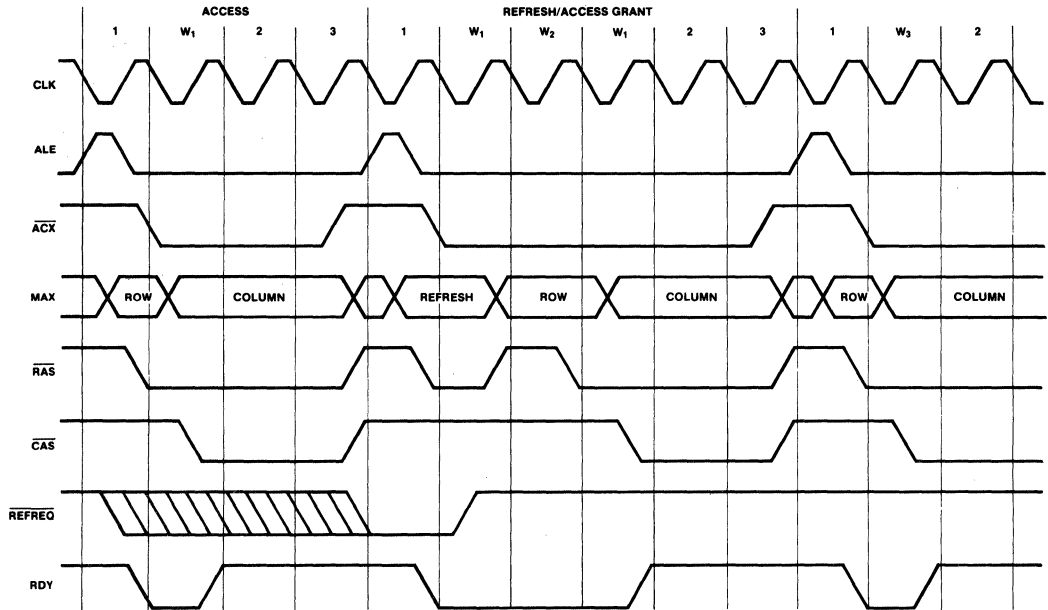 ACCESS REFRESH/ACCESS GRANT
1 W1 2 3 1 W1 W2 W1 2 3 1 W3 2
CLK
ALE
ACX
MAX ROW COLUMN REFRESH ROW COLUMN ROW COLUMN
RAS
CAS
REFREQ
RDY